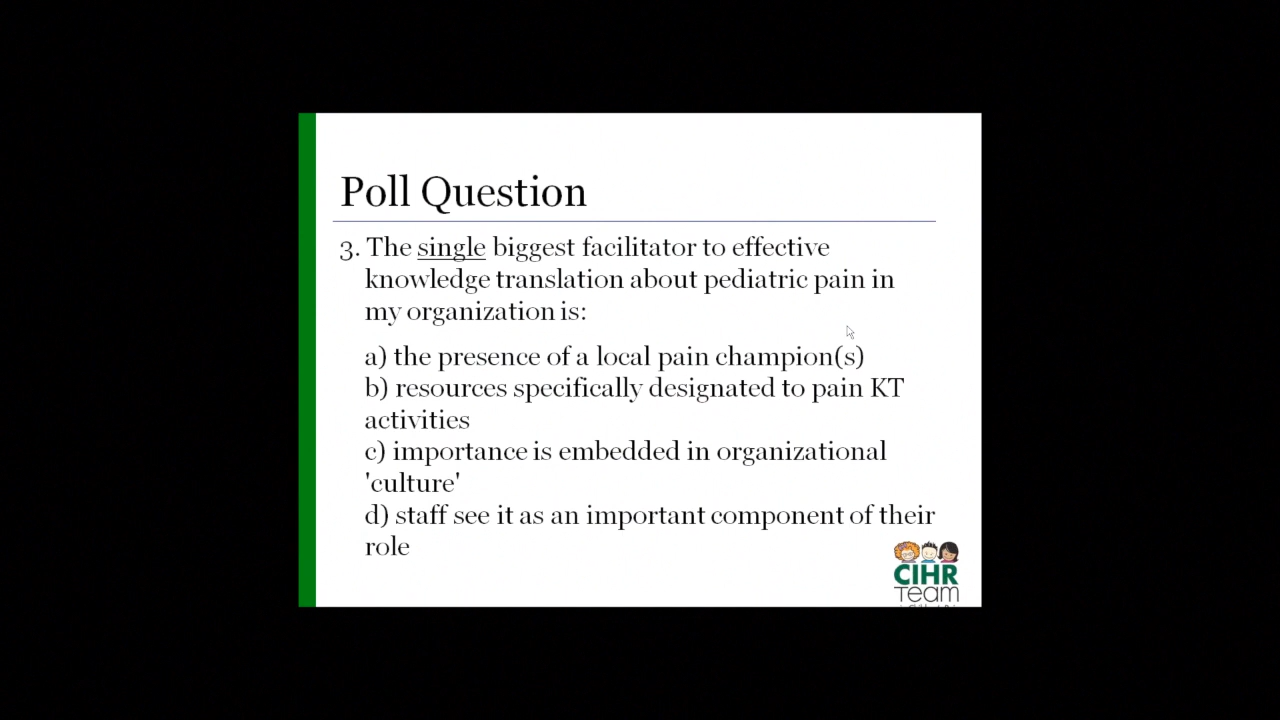 Poll Question
3. The single biggest facilitator to effective
knowledge translation about pediatric pain in
my organization is:
a) the presence of a local pain champion(s)
b) resources specifically designated to pain KT
activities
c) importance is embedded in organizational
'culture'
d) staff see it as an important component of their
role
CIHR
Team